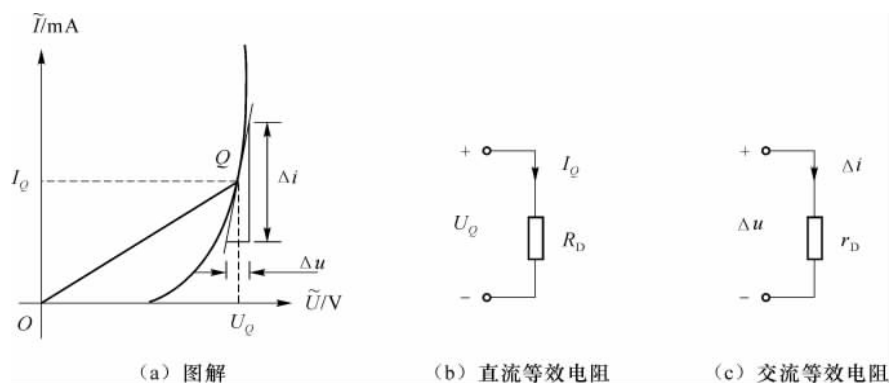 Ĩ/mA
Q
I_Q
Δi
Δu
O
U_Q
Ũ/V
(a) 图解
+
I_Q
U_Q
R_D
−
(b) 直流等效电阻
+
Δi
Δu
r_D
−
(c) 交流等效电阻